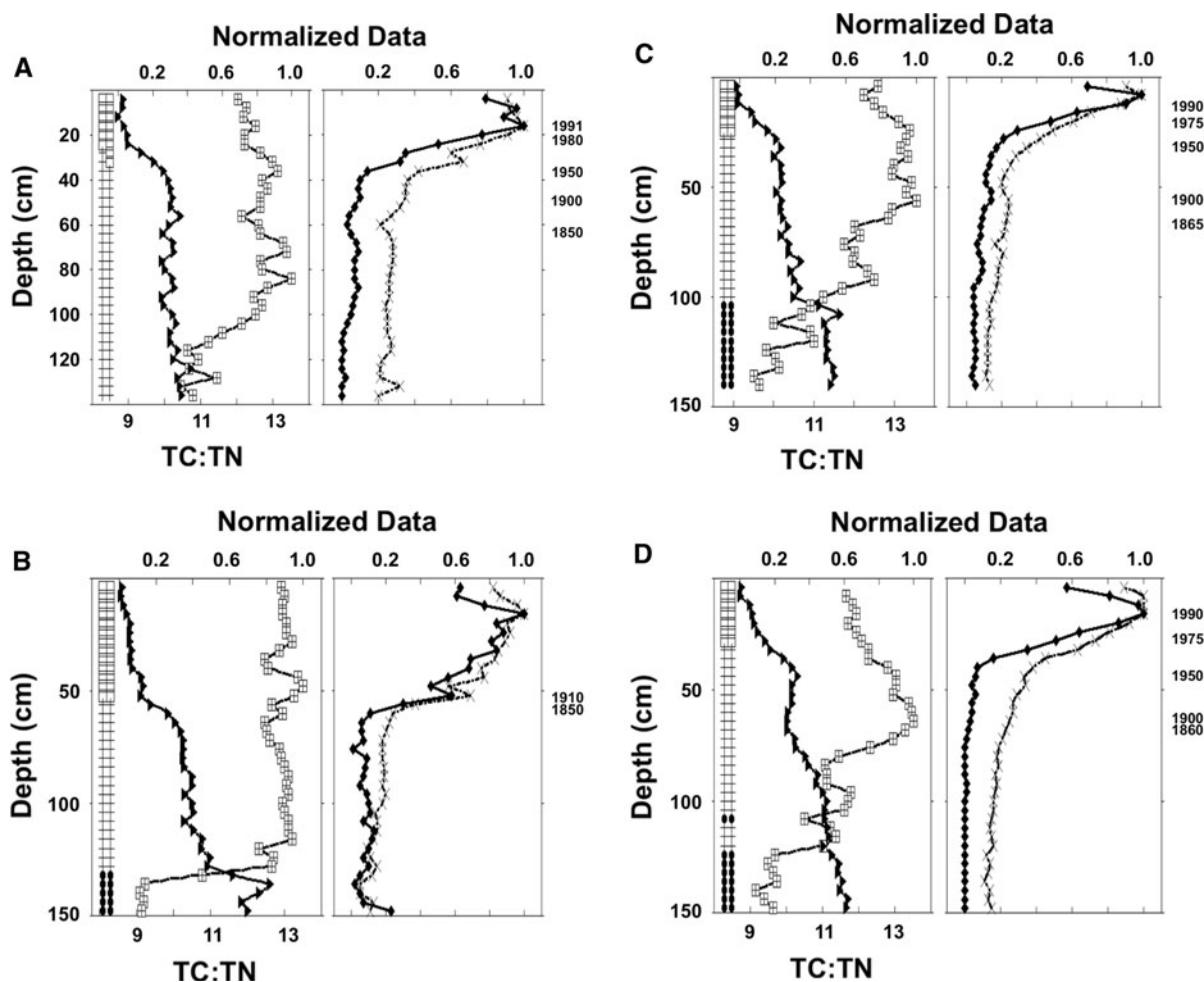 A
Normalized Data
0.2 0.6 1.0 0.2 0.6 1.0
20
40
60
80
100
120
Depth (cm)
9 11 13
TC:TN
1991
1980
1950
1900
1850
C
Normalized Data
0.2 0.6 1.0 0.2 0.6 1.0
50
100
150
Depth (cm)
9 11 13
TC:TN
1990
1975
1950
1900
1865
B
Normalized Data
0.2 0.6 1.0 0.2 0.6 1.0
50
100
150
Depth (cm)
9 11 13
TC:TN
1910
1850
D
Normalized Data
0.2 0.6 1.0 0.2 0.6 1.0
50
100
150
Depth (cm)
9 11 13
TC:TN
1990
1975
1950
1900
1860